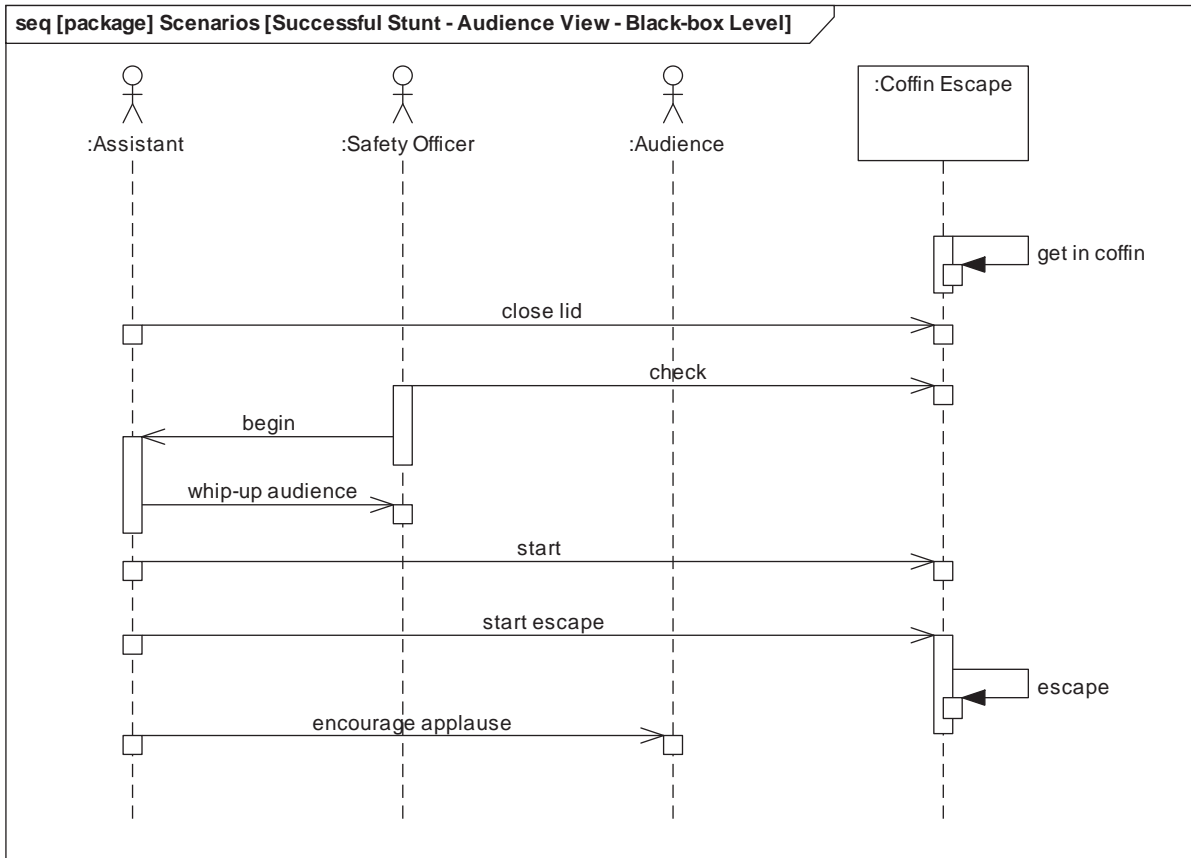 seq [package] Scenarios [Successful Stunt - Audience View - Black-box Level]
:Assistant
:Safety Officer
:Audience
:Coffin Escape
get in coffin
close lid
check
begin
whip-up audience
start
start escape
escape
encourage applause